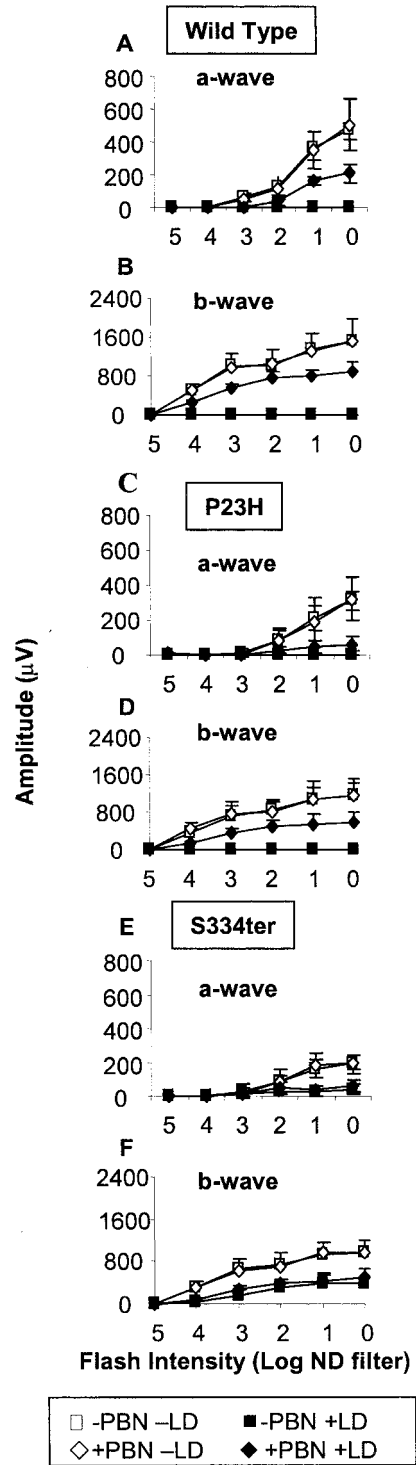 A
Wild Type
a-wave
800
600
400
200
0
5 4 3 2 1 0
B
b-wave
2400
1600
800
0
5 4 3 2 1 0
C
P23H
a-wave
800
600
400
200
0
5 4 3 2 1 0
D
b-wave
2400
1600
800
0
5 4 3 2 1 0
E
S334ter
a-wave
800
600
400
200
0
5 4 3 2 1 0
F
b-wave
2400
1600
800
0
5 4 3 2 1 0
Amplitude (µV)
Flash Intensity (Log ND filter)
-PBN –LD
-PBN +LD
+PBN –LD
+PBN +LD